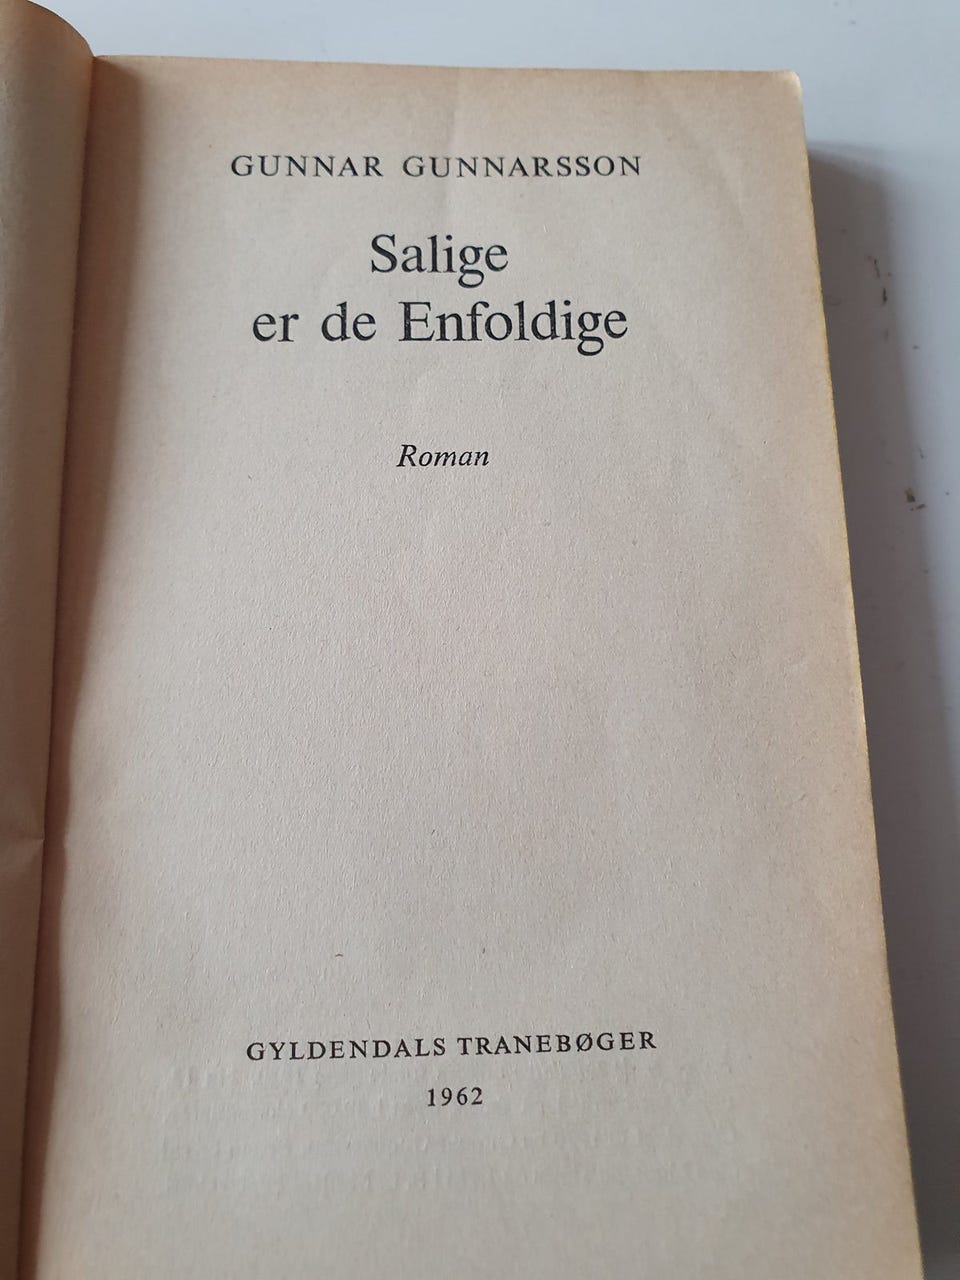 GUNNAR GUNNARSSON
Salige
er de Enfoldige
Roman
GYLDENDALS TRANEBØGER
1962